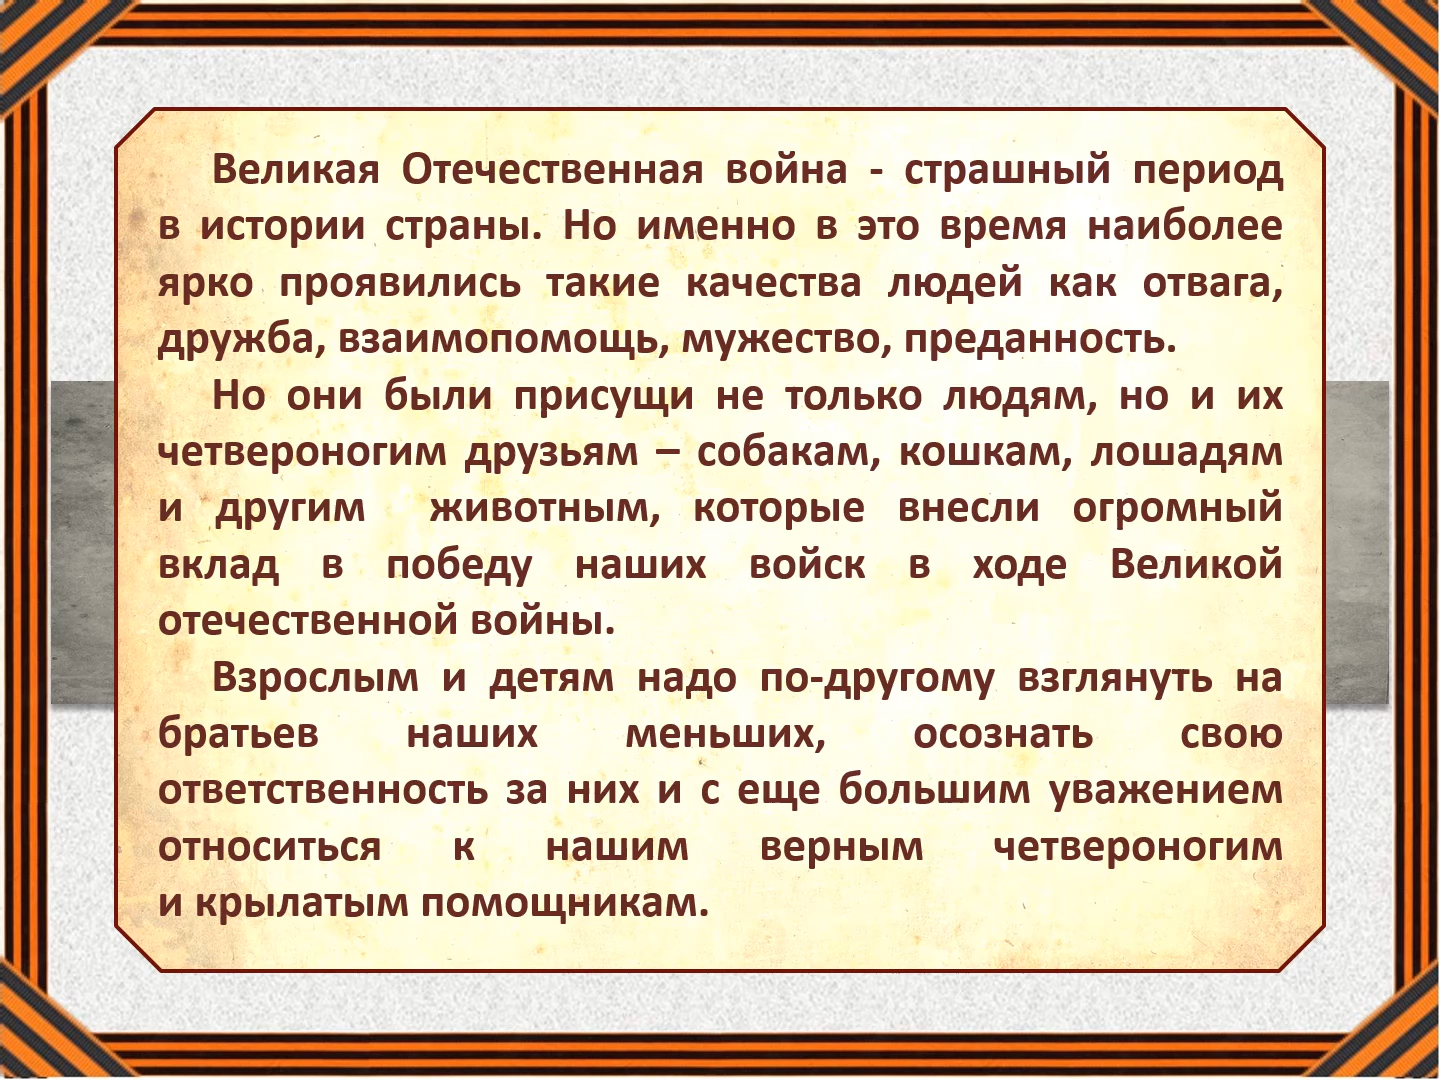 Великая Отечественная война - страшный период
в истории страны. Но именно в это время наиболее
ярко проявились такие качества людей как отвага,
дружба, взаимопомощь, мужество, преданность.
Но они были присущи не только людям, но и их
четвероногим друзьям – собакам, кошкам, лошадям
и другим животным, которые внесли огромный
вклад в победу наших войск в ходе Великой
отечественной войны.
Взрослым и детям надо по-другому взглянуть на
братьев наших меньших, осознать свою
ответственность за них и с еще большим уважением
относиться к нашим верным четвероногим
и крылатым помощникам.